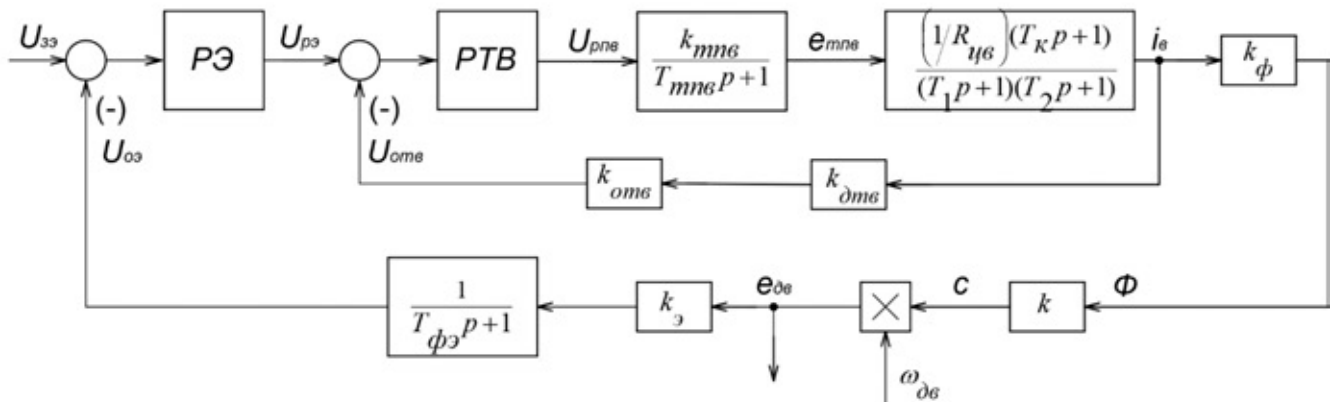 Uзэ
РЭ
Uрэ
РТВ
Uрпв
kтпв
Tтпв p + 1
eтпв
(1/Rцв)(Tк p + 1)
(T1 p + 1)(T2 p + 1)
iв
kф
(-)
Uоэ
(-)
Uотв
kотв
kдтв
1
Tфэ p + 1
kэ
eдв
×
c
k
Ф
ωдв